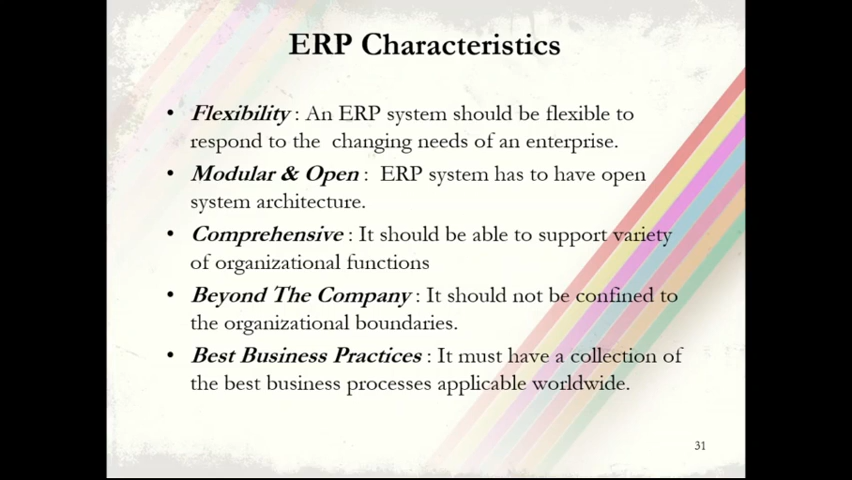 ERP Characteristics
• Flexibility : An ERP system should be flexible to
respond to the changing needs of an enterprise.
• Modular & Open : ERP system has to have open
system architecture.
• Comprehensive : It should be able to support variety
of organizational functions
• Beyond The Company : It should not be confined to
the organizational boundaries.
• Best Business Practices : It must have a collection of
the best business processes applicable worldwide.
31